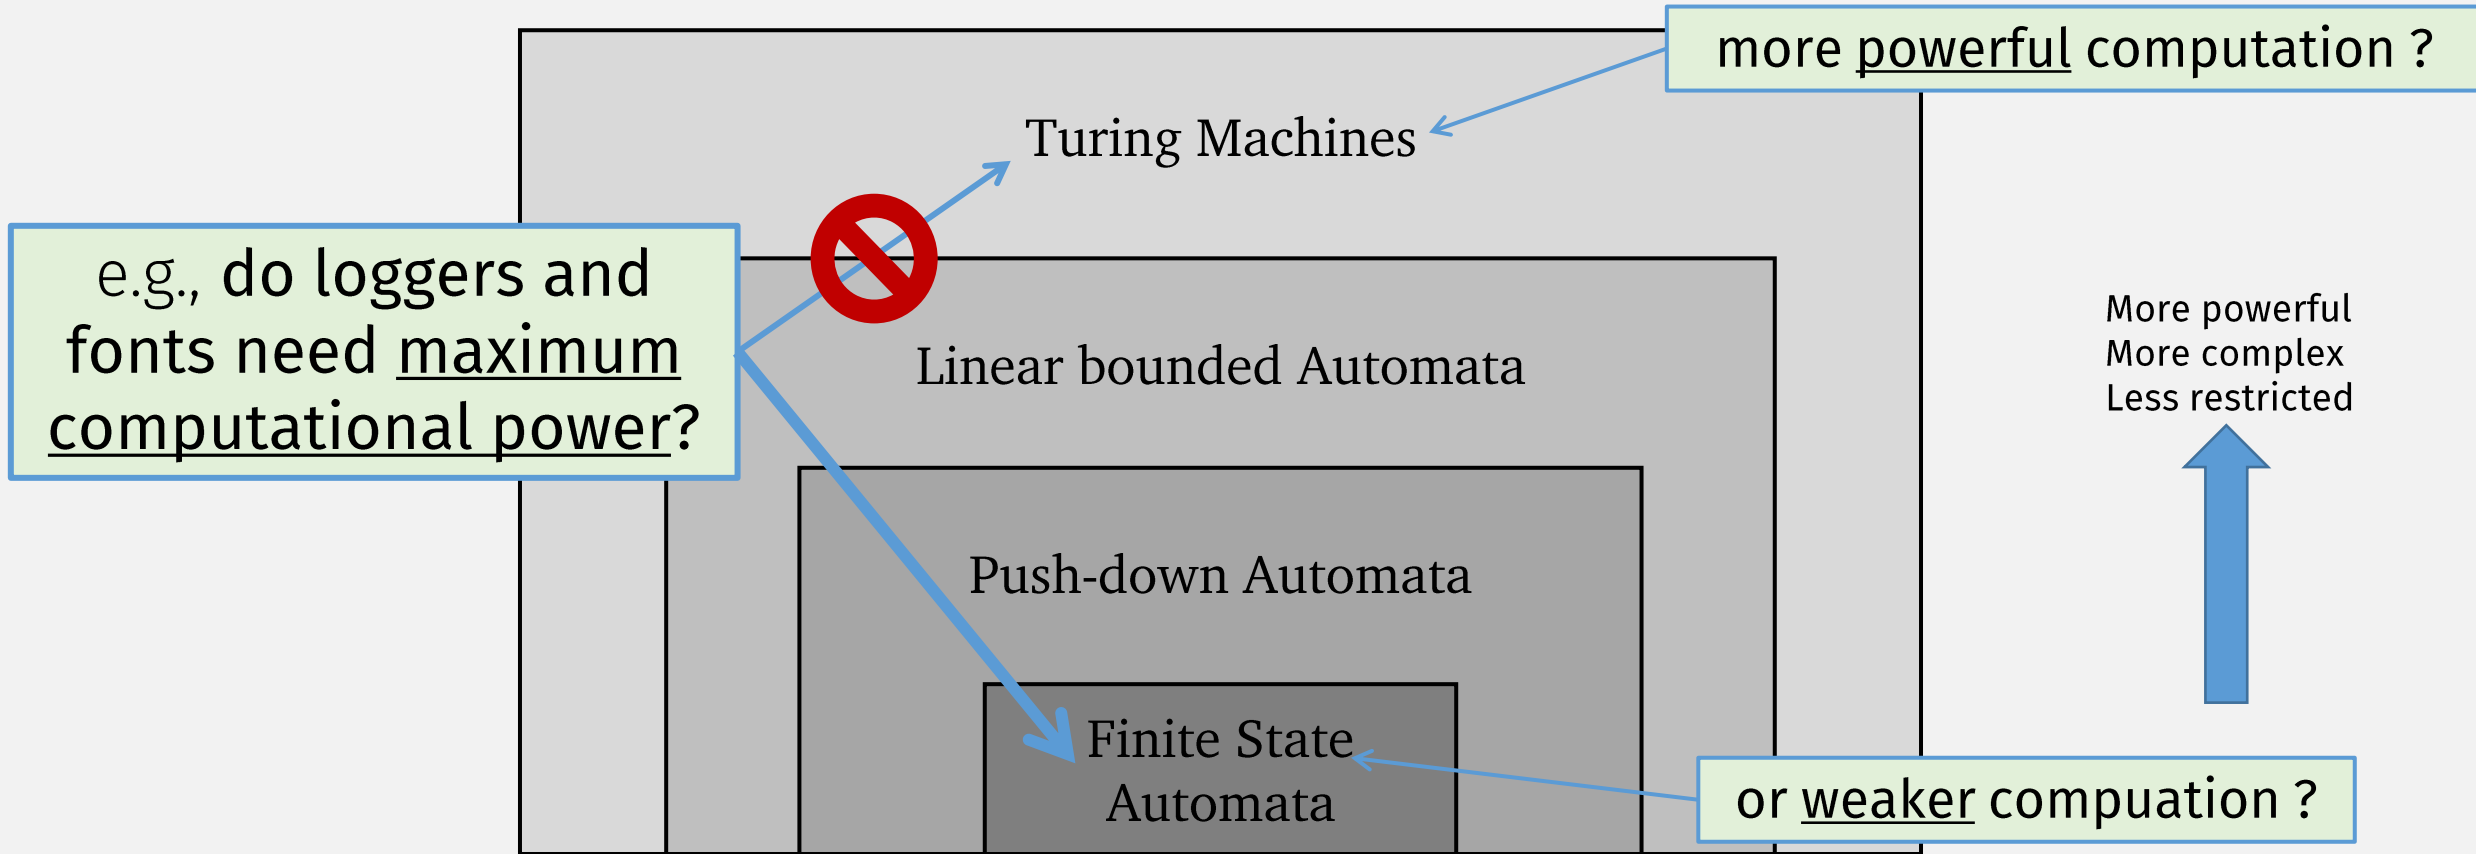 more powerful computation ?
Turing Machines
e.g., do loggers and
fonts need maximum
computational power?
Linear bounded Automata
More powerful
More complex
Less restricted
Push-down Automata
Finite State
Automata
or weaker compuation ?